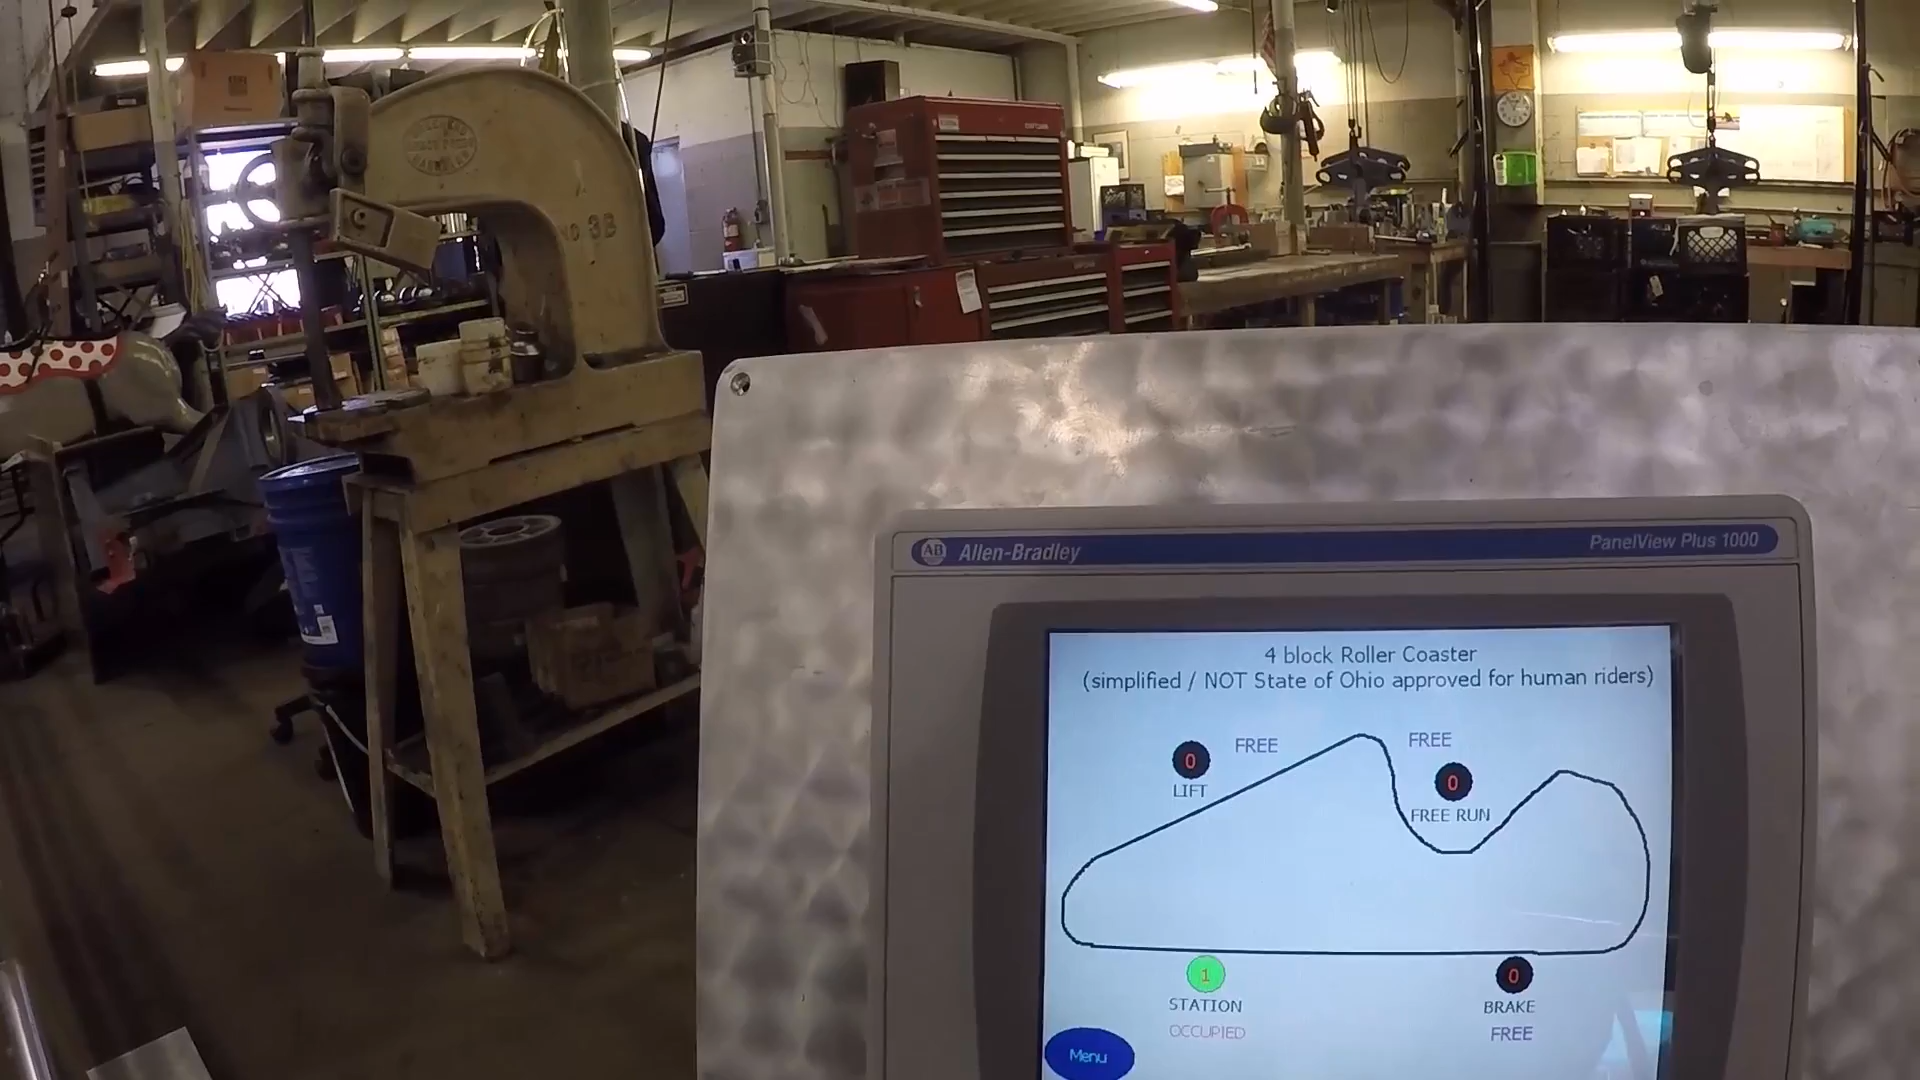 NO 3B
AB Allen-Bradley
PanelView Plus 1000
4 block Roller Coaster
(simplified / NOT State of Ohio approved for human riders)
0
FREE
LIFT
FREE
0
FREE RUN
1
STATION
OCCUPIED
0
BRAKE
FREE
Menu